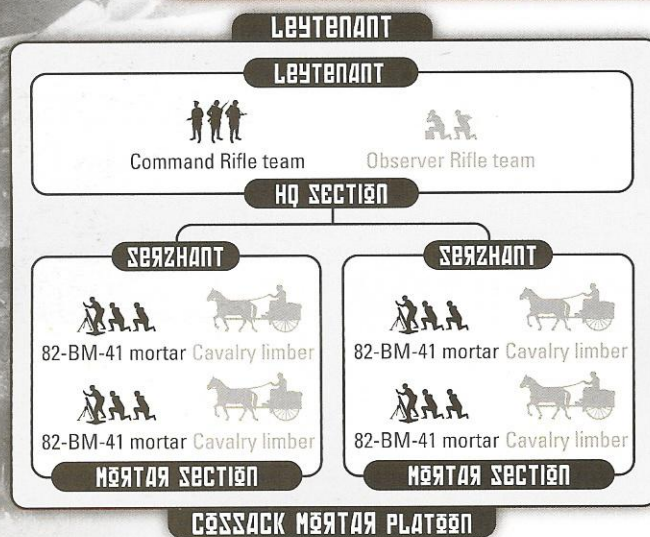 LEYTENANT
LEYTENANT
Command Rifle team Observer Rifle team
HQ SECTION
SERZHANT SERZHANT
82-BM-41 mortar Cavalry limber 82-BM-41 mortar Cavalry limber
82-BM-41 mortar Cavalry limber 82-BM-41 mortar Cavalry limber
MORTAR SECTION MORTAR SECTION
COSSACK MORTAR PLATOON